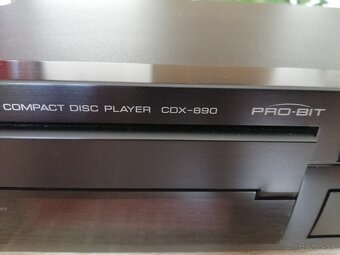 COMPACT DISC PLAYER CDX-890 PRO-BIT